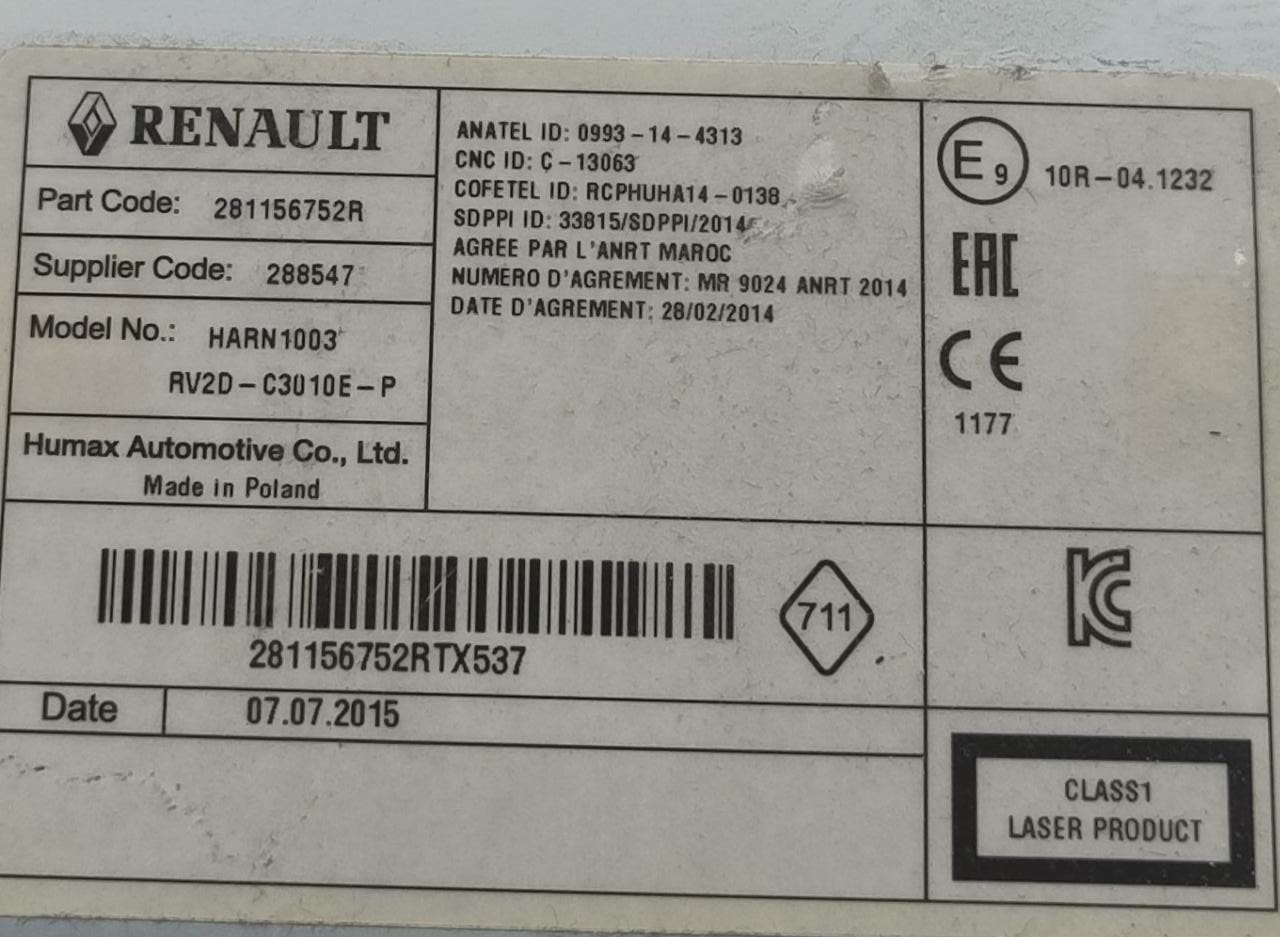 RENAULT
Part Code: 281156752R
Supplier Code: 288547
Model No.: HARN1003
RV2D-C3010E-P
Humax Automotive Co., Ltd.
Made in Poland
ANATEL ID: 0993-14-4313
CNC ID: C-13063
COFETEL ID: RCPHUHA14-0138
SDPPI ID: 33815/SDPPI/2014
AGREE PAR L'ANRT MAROC
NUMERO D'AGREMENT: MR 9024 ANRT 2014
DATE D'AGREMENT: 28/02/2014
E9 10R-04.1232
EAC
CE
1177
281156752RTX537
711
KC
Date 07.07.2015
CLASS1
LASER PRODUCT